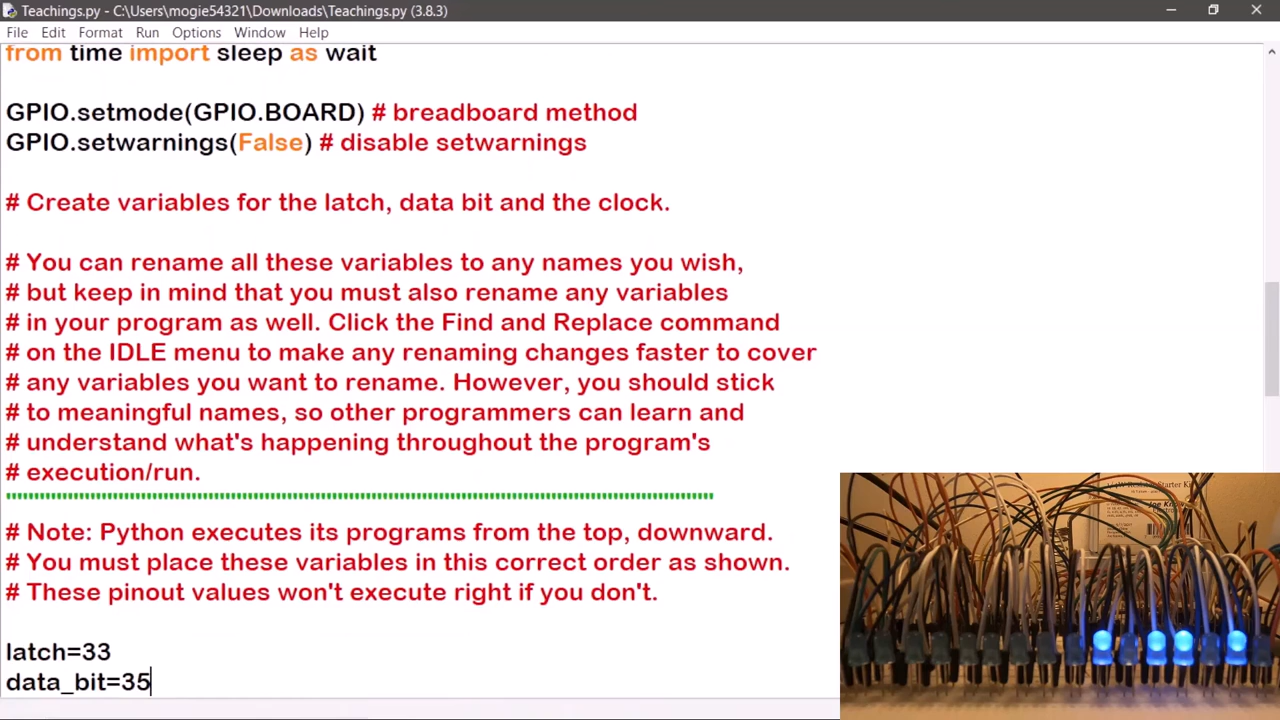 Teachings.py - C:\Users\mogie54321\Downloads\Teachings.py (3.8.3)
File Edit Format Run Options Window Help
from time import sleep as wait
GPIO.setmode(GPIO.BOARD) # breadboard method
GPIO.setwarnings(False) # disable setwarnings
# Create variables for the latch, data bit and the clock.
# You can rename all these variables to any names you wish,
# but keep in mind that you must also rename any variables
# in your program as well. Click the Find and Replace command
# on the IDLE menu to make any renaming changes faster to cover
# any variables you want to rename. However, you should stick
# to meaningful names, so other programmers can learn and
# understand what's happening throughout the program's
# execution/run.
# Note: Python executes its programs from the top, downward.
# You must place these variables in this correct order as shown.
# These pinout values won't execute right if you don't.
latch=33
data_bit=35